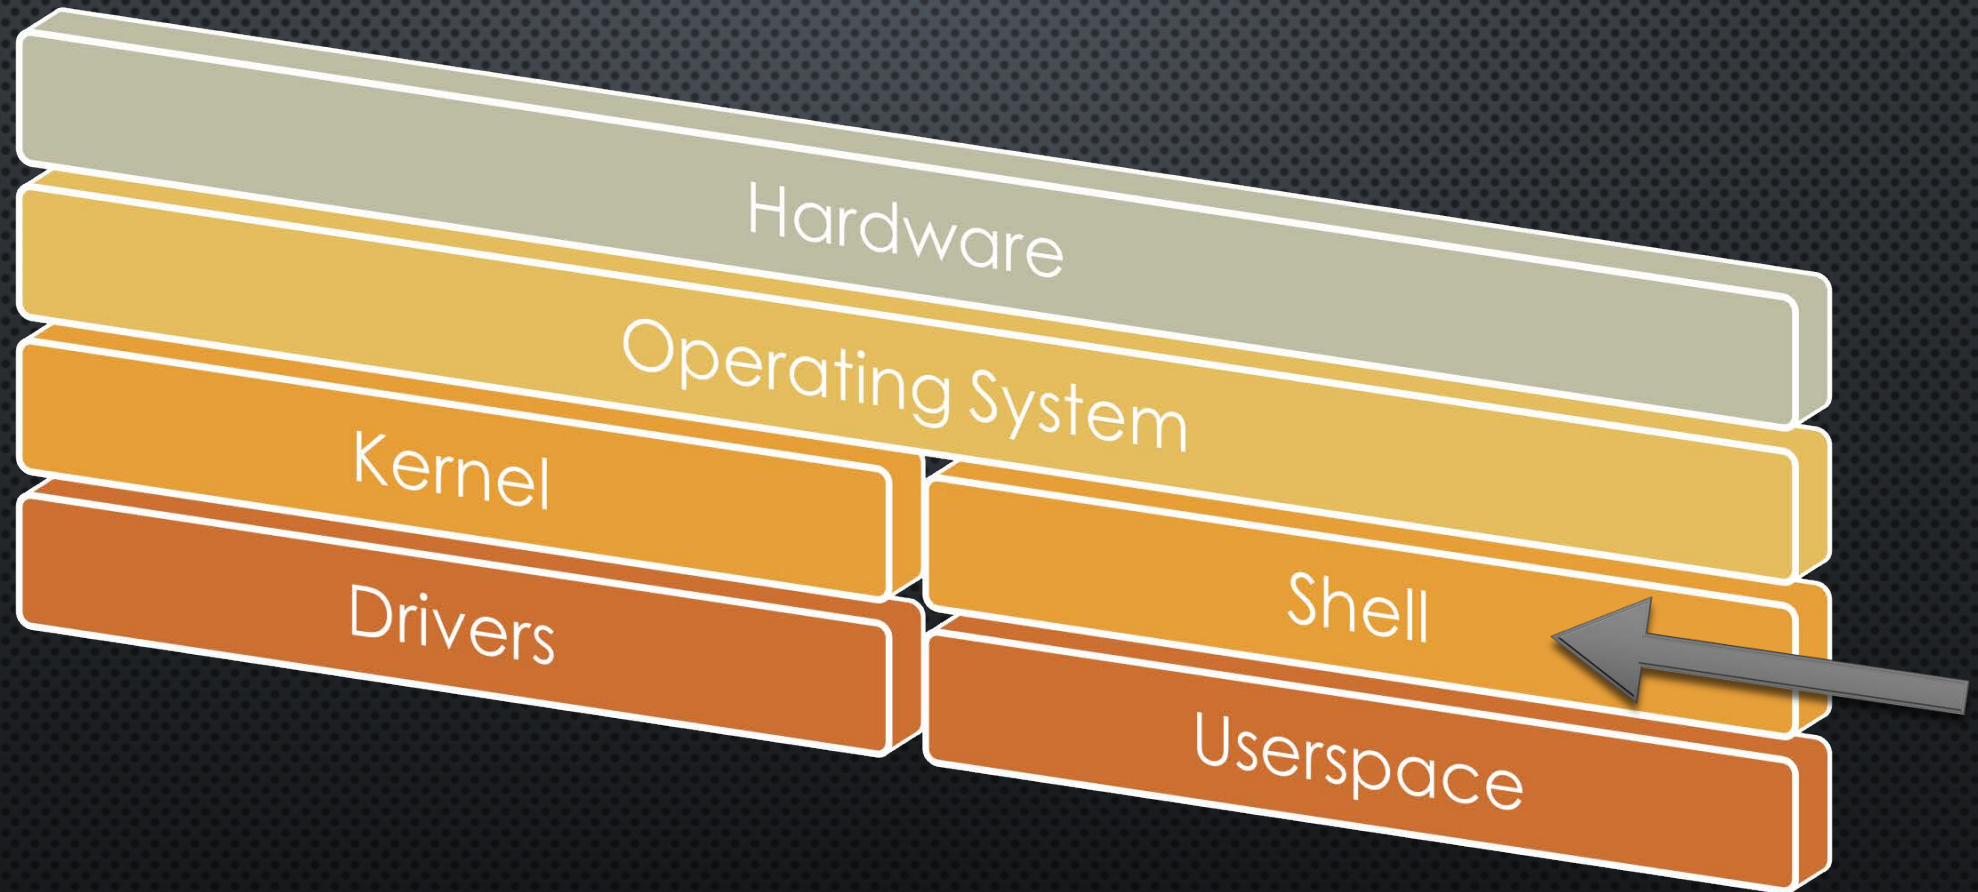 Hardware
Operating System
Kernel
Shell
Drivers
Userspace